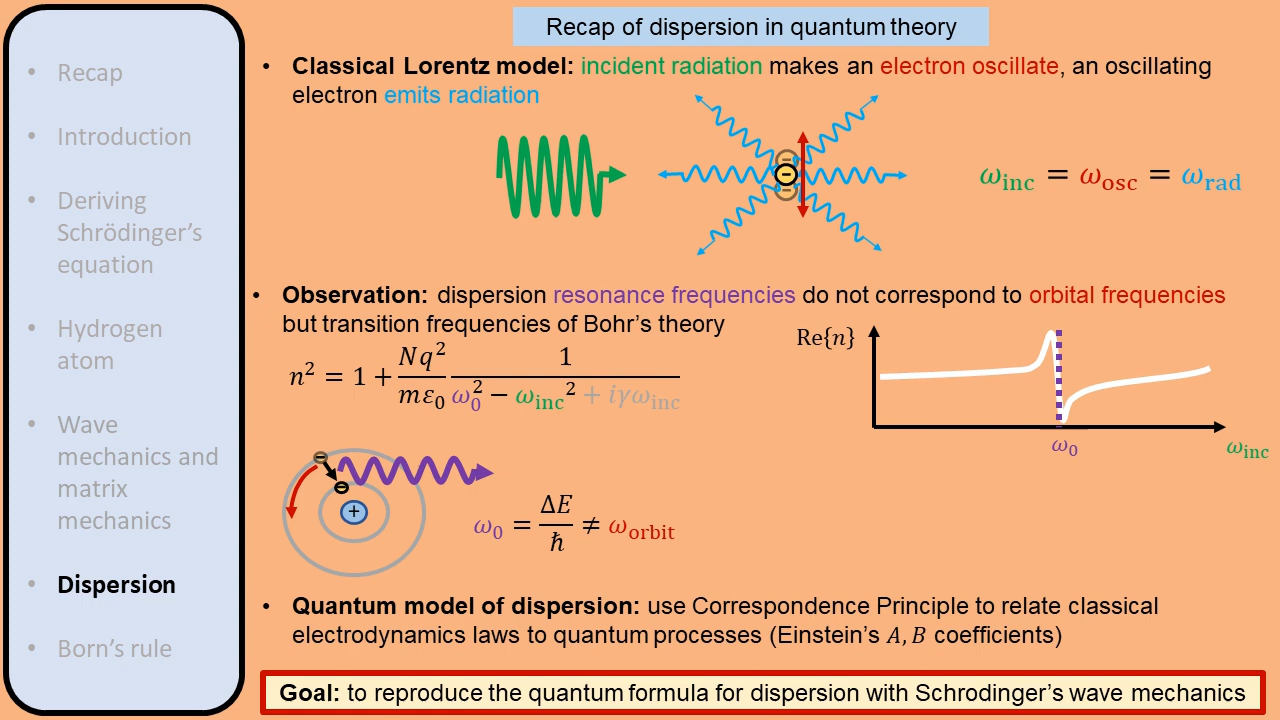 • Recap
• Introduction
• Deriving
Schrödinger's
equation
• Hydrogen
atom
• Wave
mechanics and
matrix
mechanics
• Dispersion
• Born's rule
Recap of dispersion in quantum theory
• Classical Lorentz model: incident radiation makes an electron oscillate, an oscillating
electron emits radiation
ω_inc = ω_osc = ω_rad
• Observation: dispersion resonance frequencies do not correspond to orbital frequencies
but transition frequencies of Bohr's theory
n² = 1 + Nq²/mε₀ 1/(ω₀² − ω_inc² + iγω_inc)
Re{n}
ω₀
ω_inc
ω₀ = ΔE/ħ ≠ ω_orbit
• Quantum model of dispersion: use Correspondence Principle to relate classical
electrodynamics laws to quantum processes (Einstein's A, B coefficients)
Goal: to reproduce the quantum formula for dispersion with Schrodinger's wave mechanics